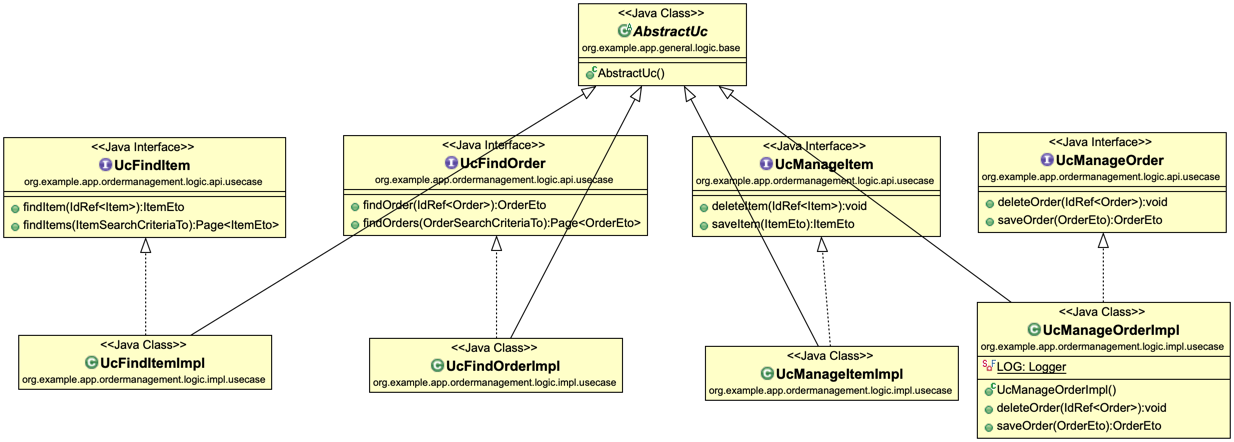 <<Java Class>>
AbstractUc
org.example.app.general.logic.base
AbstractUc()
<<Java Interface>>
UcFindItem
org.example.app.ordermanagement.logic.api.usecase
findItem(IdRef<Item>):ItemEto
findItems(ItemSearchCriteriaTo):Page<ItemEto>
<<Java Interface>>
UcFindOrder
org.example.app.ordermanagement.logic.api.usecase
findOrder(IdRef<Order>):OrderEto
findOrders(OrderSearchCriteriaTo):Page<OrderEto>
<<Java Interface>>
UcManageItem
org.example.app.ordermanagement.logic.api.usecase
deleteItem(IdRef<Item>):void
saveItem(ItemEto):ItemEto
<<Java Interface>>
UcManageOrder
org.example.app.ordermanagement.logic.api.usecase
deleteOrder(IdRef<Order>):void
saveOrder(OrderEto):OrderEto
<<Java Class>>
UcFindItemImpl
org.example.app.ordermanagement.logic.impl.usecase
<<Java Class>>
UcFindOrderImpl
org.example.app.ordermanagement.logic.impl.usecase
<<Java Class>>
UcManageItemImpl
org.example.app.ordermanagement.logic.impl.usecase
<<Java Class>>
UcManageOrderImpl
org.example.app.ordermanagement.logic.impl.usecase
LOG: Logger
UcManageOrderImpl()
deleteOrder(IdRef<Order>):void
saveOrder(OrderEto):OrderEto